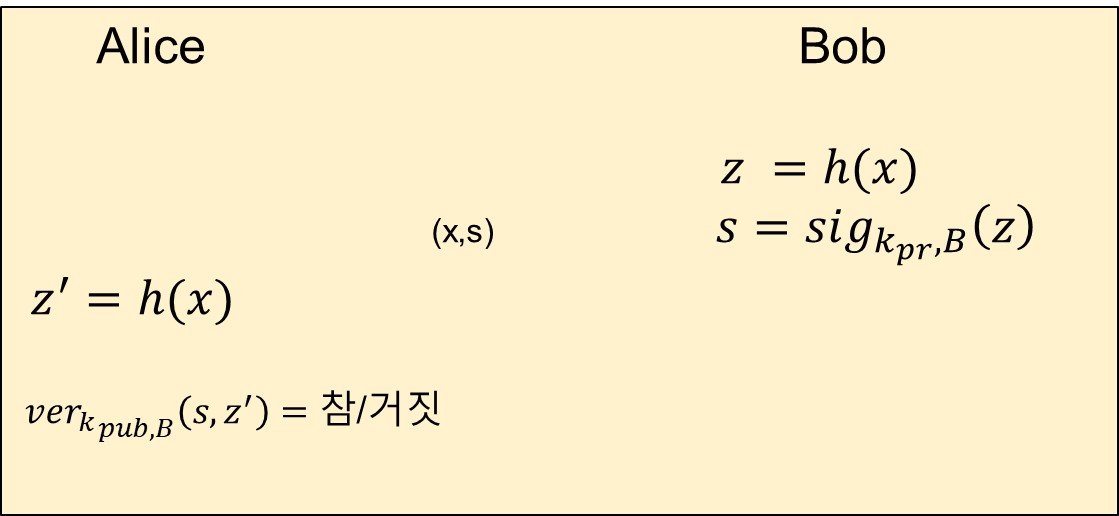 Alice
Bob
z = h(x)
s = sig_{k_{pr},B}(z)
(x,s)
z′ = h(x)
ver_{k_{pub,B}}(s, z′) = 참/거짓